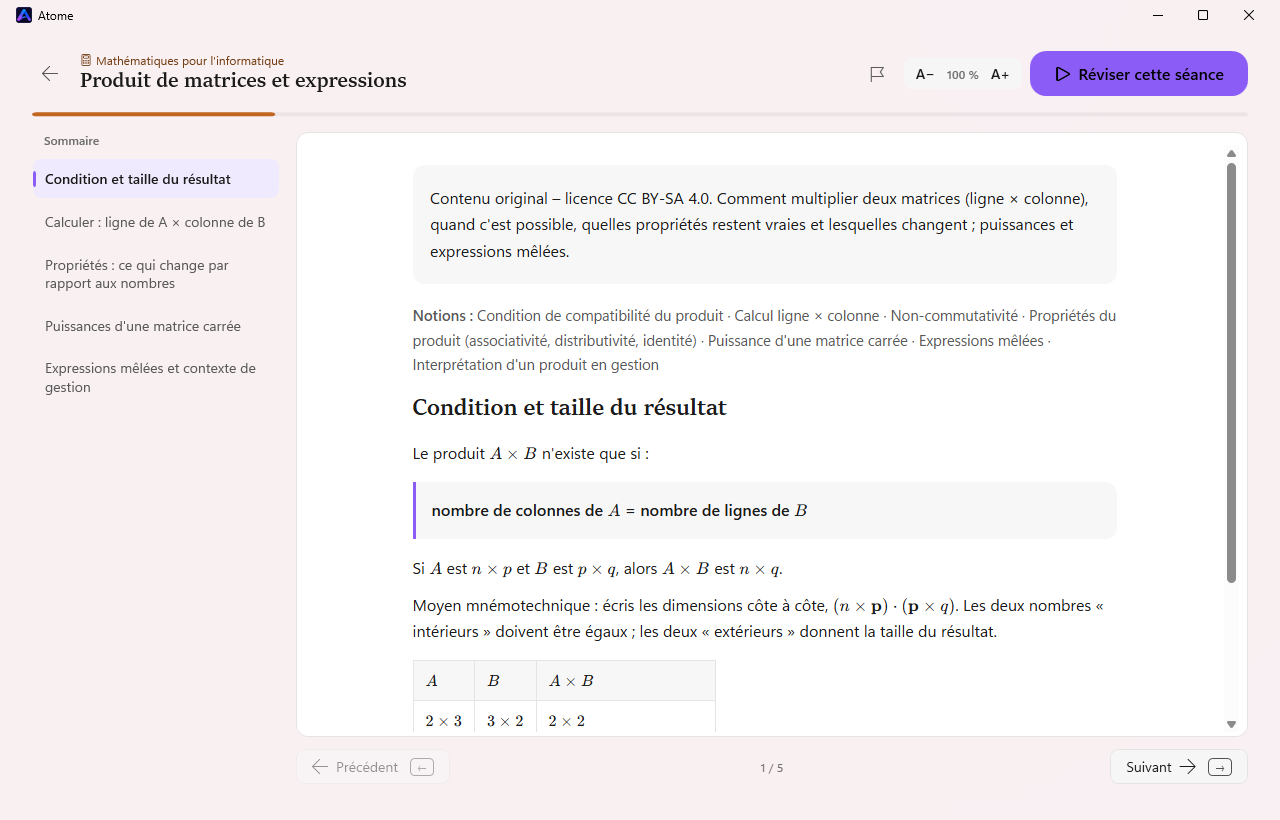 Atome
Mathématiques pour l'informatique
Produit de matrices et expressions
A− 100 % A+
Réviser cette séance
Sommaire
Condition et taille du résultat
Calculer : ligne de A × colonne de B
Propriétés : ce qui change par
rapport aux nombres
Puissances d'une matrice carrée
Expressions mêlées et contexte de
gestion
Contenu original – licence CC BY-SA 4.0. Comment multiplier deux matrices (ligne × colonne),
quand c'est possible, quelles propriétés restent vraies et lesquelles changent ; puissances et
expressions mêlées.
Notions : Condition de compatibilité du produit · Calcul ligne × colonne · Non-commutativité · Propriétés du
produit (associativité, distributivité, identité) · Puissance d'une matrice carrée · Expressions mêlées ·
Interprétation d'un produit en gestion
Condition et taille du résultat
Le produit A × B n'existe que si :
nombre de colonnes de A = nombre de lignes de B
Si A est n × p et B est p × q, alors A × B est n × q.
Moyen mnémotechnique : écris les dimensions côte à côte, (n × p) · (p × q). Les deux nombres «
intérieurs » doivent être égaux ; les deux « extérieurs » donnent la taille du résultat.
A B A × B
2 × 3 3 × 2 2 × 2
← Précédent ←
1 / 5
Suivant → →